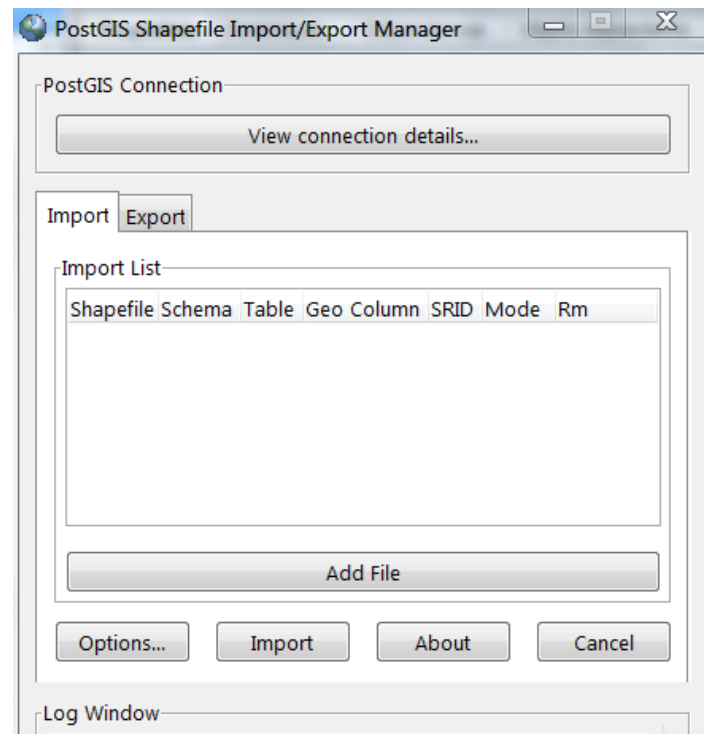 PostGIS Shapefile Import/Export Manager
PostGIS Connection
View connection details...
Import Export
Import List
Shapefile Schema Table Geo Column SRID Mode Rm
Add File
Options... Import About Cancel
Log Window